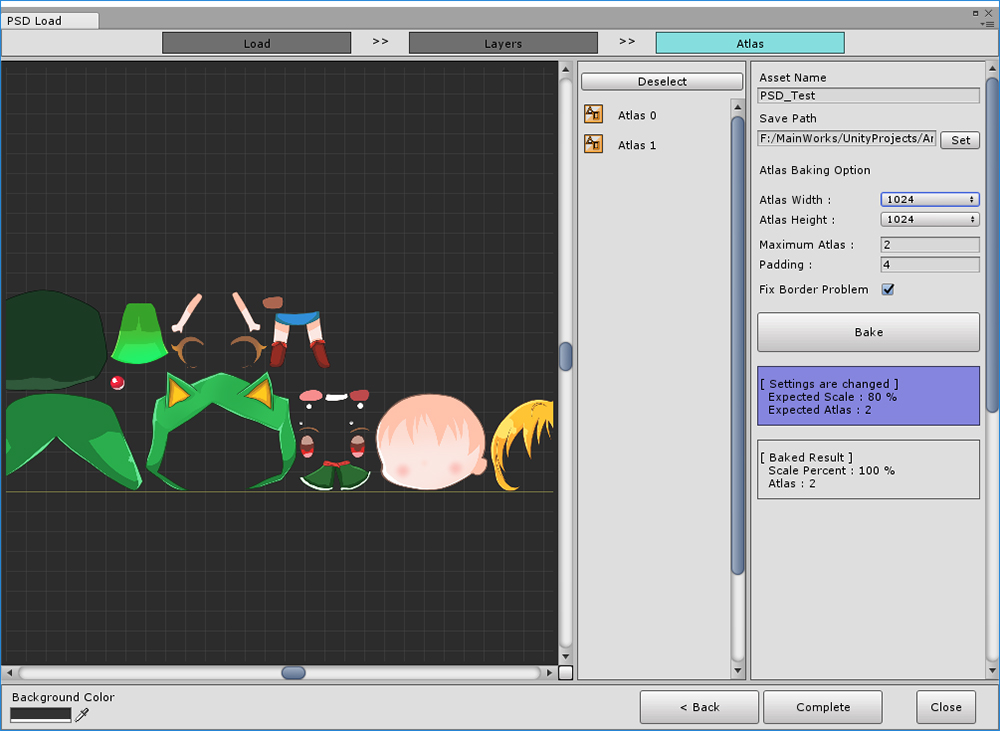 PSD Load
Load >> Layers >> Atlas
Deselect
Atlas 0
Atlas 1
Asset Name
PSD_Test
Save Path
F:/MainWorks/UnityProjects/Ar Set
Atlas Baking Option
Atlas Width : 1024
Atlas Height : 1024
Maximum Atlas : 2
Padding : 4
Fix Border Problem
Bake
[ Settings are changed ]
Expected Scale : 80 %
Expected Atlas : 2
[ Baked Result ]
Scale Percent : 100 %
Atlas : 2
Background Color
< Back Complete Close